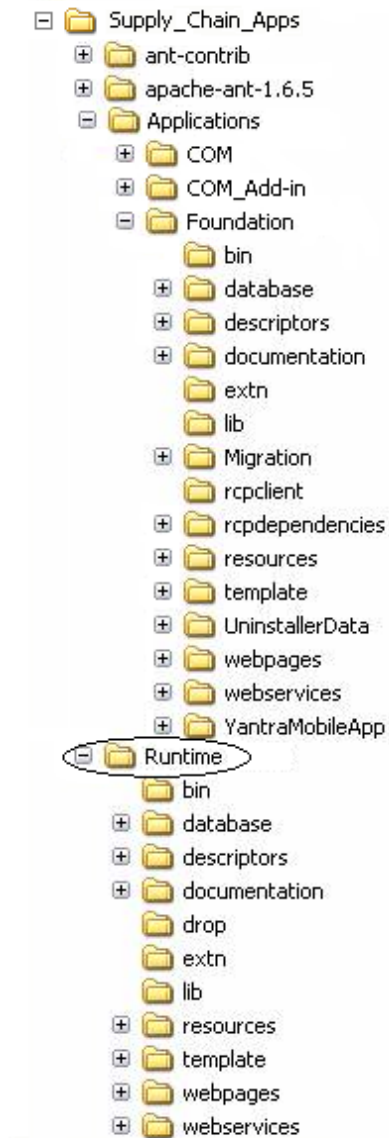 Supply_Chain_Apps
ant-contrib
apache-ant-1.6.5
Applications
COM
COM_Add-in
Foundation
bin
database
descriptors
documentation
extn
lib
Migration
rcpclient
rcpdependencies
resources
template
UninstallerData
webpages
webservices
YantraMobileApp
Runtime
bin
database
descriptors
documentation
drop
extn
lib
resources
template
webpages
webservices